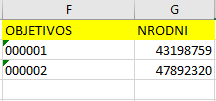 F G
OBJETIVOS NRODNI
000001 43198759
000002 47892320